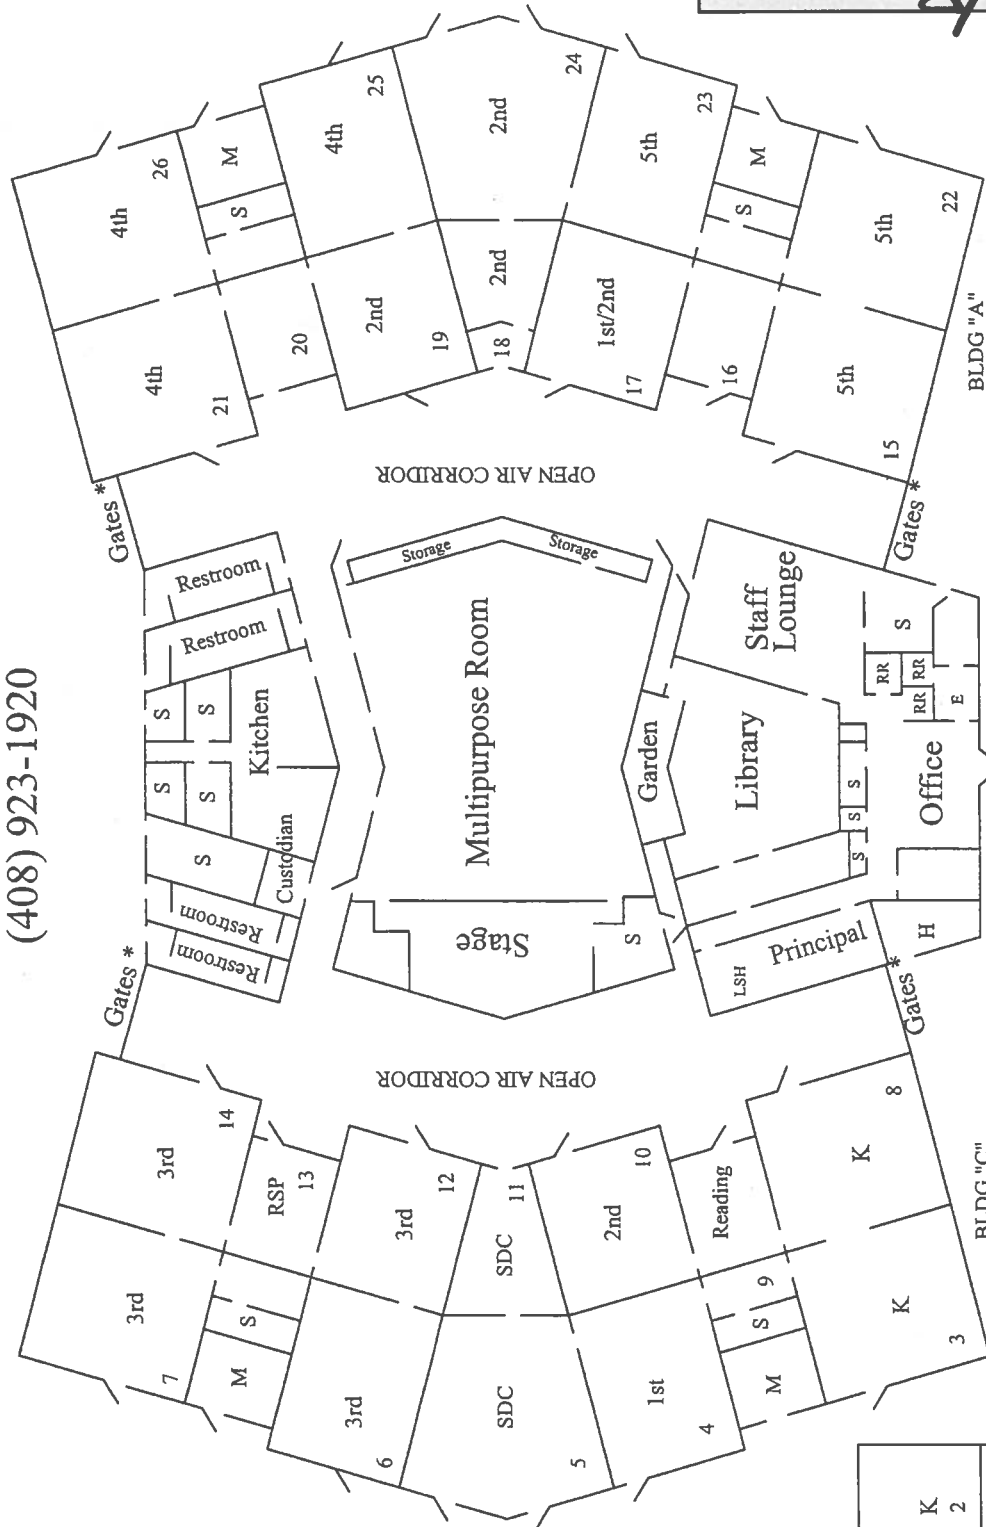 (408) 923-1920
Gates *
Gates *
Gates *
Gates *
OPEN AIR CORRIDOR
OPEN AIR CORRIDOR
4th
26
M
S
4th
25
2nd
24
5th
23
M
S
5th
22
4th
21
20
2nd
19
2nd
18
1st/2nd
17
16
5th
15
BLDG "A"
Restroom
Restroom
S
S
Kitchen
S
S
S
Custodian
Restroom
Restroom
Storage
Storage
Multipurpose Room
Stage
S
Garden
Staff
Lounge
Library
S
S
S
S
RR
RR
RR
E
Office
LSH
Principal
H
3rd
14
RSP
13
3rd
12
SDC
11
2nd
10
Reading
9
K
8
3rd
7
M
S
3rd
6
SDC
5
1st
4
M
S
K
3
BLDG "C"
K
2